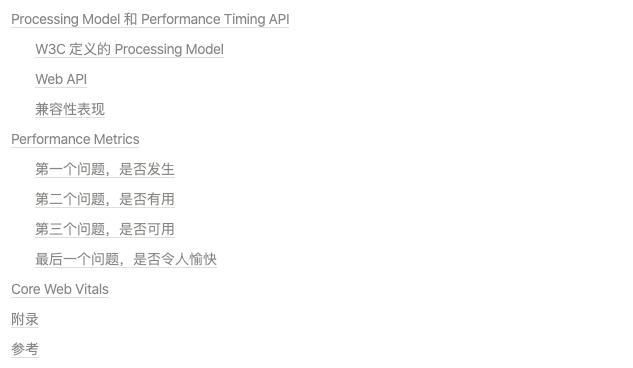 Processing Model 和 Performance Timing API
W3C 定义的 Processing Model
Web API
兼容性表现
Performance Metrics
第一个问题，是否发生
第二个问题，是否有用
第三个问题，是否可用
最后一个问题，是否令人愉快
Core Web Vitals
附录
参考